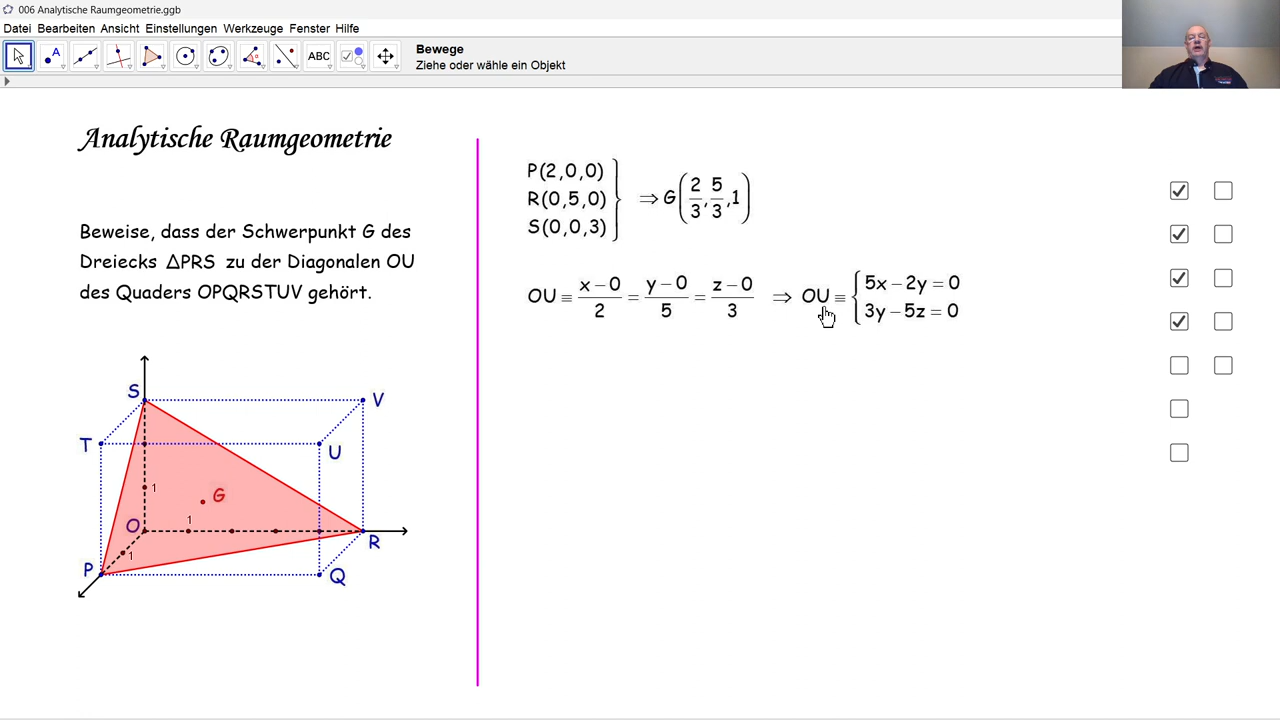 006 Analytische Raumgeometrie.ggb
Datei Bearbeiten Ansicht Einstellungen Werkzeuge Fenster Hilfe
A
ABC
Bewege
Ziehe oder wähle ein Objekt
Analytische Raumgeometrie
Beweise, dass der Schwerpunkt G des
Dreiecks ΔPRS zu der Diagonalen OU
des Quaders OPQRSTUV gehört.
P(2,0,0)
R(0,5,0)
S(0,0,3)
⇒ G(2/3, 5/3, 1)
OU ≡ (x−0)/2 = (y−0)/5 = (z−0)/3 ⇒ OU ≡ { 5x − 2y = 0
3y − 5z = 0
S
V
T
U
1
G
O
1
R
1
P
Q